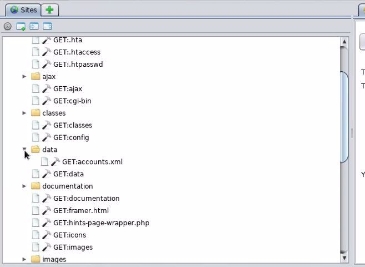 Sites
GET:.hta
GET:.htaccess
GET:.htpasswd
ajax
GET:ajax
GET:cgi-bin
classes
GET:classes
GET:config
data
GET:accounts.xml
GET:data
documentation
GET:documentation
GET:framer.html
GET:hints-page-wrapper.php
GET:icons
GET:images
images